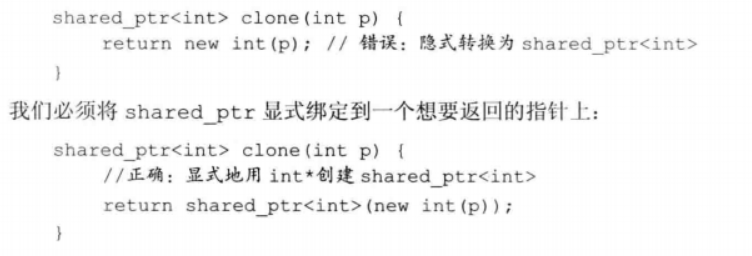 shared_ptr<int> clone(int p) {
return new int(p); // 错误：隐式转换为 shared_ptr<int>
}
我们必须将 shared_ptr 显式绑定到一个想要返回的指针上：
shared_ptr<int> clone(int p) {
//正确：显式地用 int*创建 shared_ptr<int>
return shared_ptr<int>(new int(p));
}